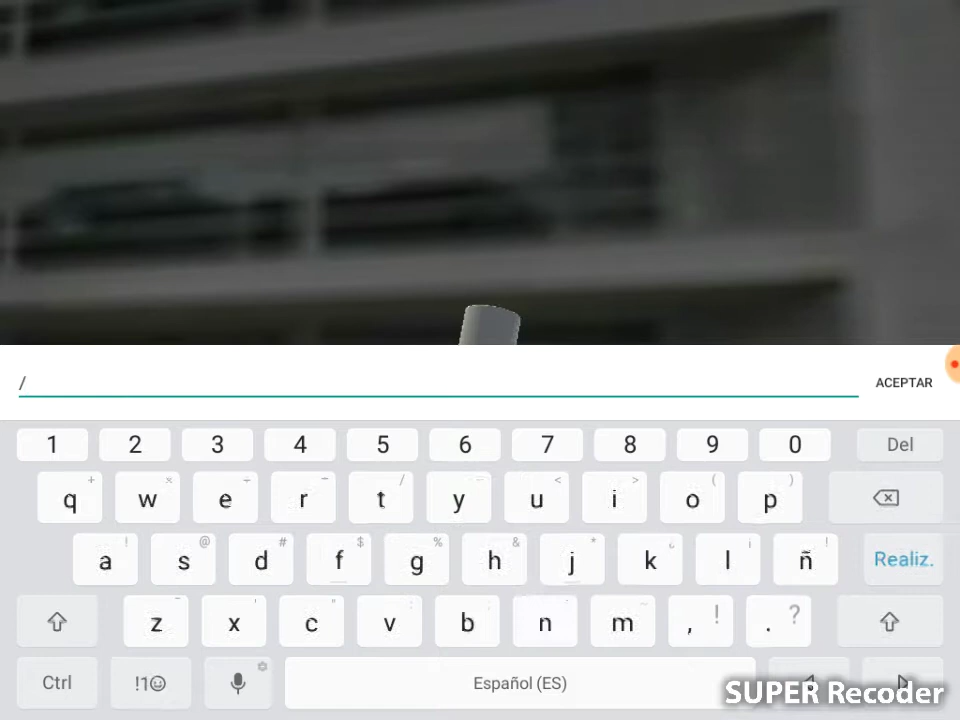 /
ACEPTAR
1 2 3 4 5 6 7 8 9 0 Del
q w e r t y u i o p
a s d f g h j k l ñ Realiz.
z x c v b n m , ! . ?
Ctrl !1☺ Español (ES)
SUPER Recoder